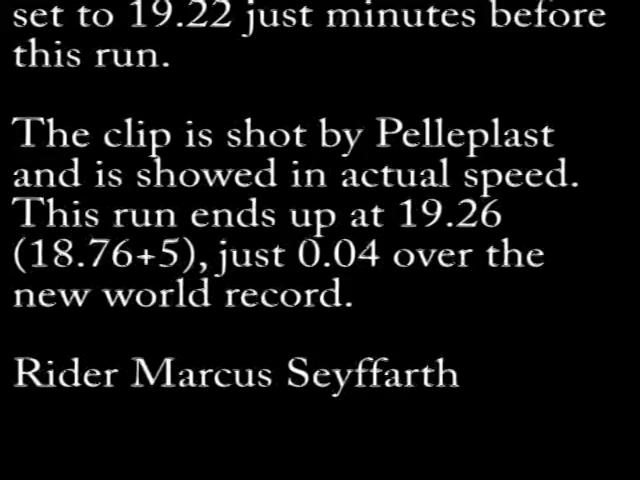 set to 19.22 just minutes before
this run.
The clip is shot by Pelleplast
and is showed in actual speed.
This run ends up at 19.26
(18.76+5), just 0.04 over the
new world record.
Rider Marcus Seyffarth